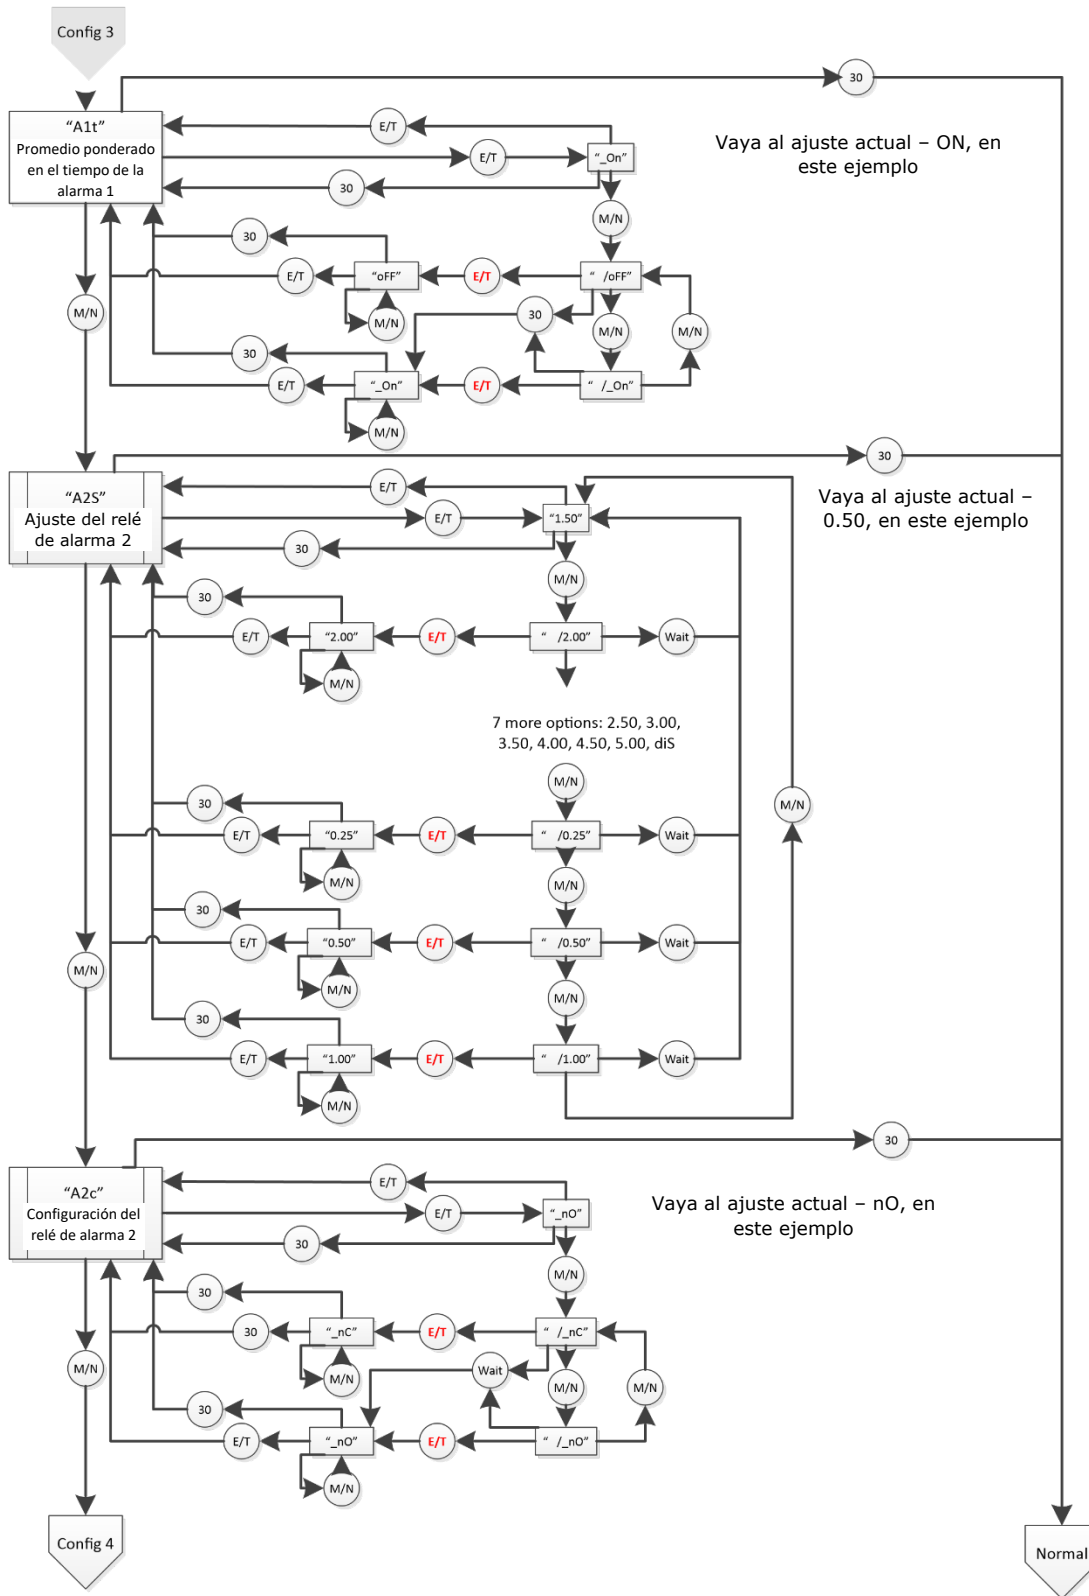 Config 3
30
"A1t"
Promedio ponderado
en el tiempo de la
alarma 1
E/T
E/T
"_On"
30
Vaya al ajuste actual – ON, en
este ejemplo
M/N
30
E/T
"oFF"
E/T
" /oFF"
M/N
M/N
30
M/N
M/N
30
E/T
"_On"
E/T
" /_On"
M/N
30
"A2S"
Ajuste del relé
de alarma 2
E/T
E/T
"1.50"
30
Vaya al ajuste actual –
0.50, en este ejemplo
M/N
30
E/T
"2.00"
E/T
" /2.00"
Wait
M/N
7 more options: 2.50, 3.00,
3.50, 4.00, 4.50, 5.00, diS
M/N
M/N
30
E/T
"0.25"
E/T
" /0.25"
Wait
M/N
M/N
30
E/T
"0.50"
E/T
" /0.50"
Wait
M/N
M/N
M/N
30
E/T
"1.00"
E/T
" /1.00"
Wait
M/N
30
"A2c"
Configuración del
relé de alarma 2
E/T
E/T
"_nO"
30
Vaya al ajuste actual – nO, en
este ejemplo
M/N
30
30
"_nC"
E/T
" /_nC"
M/N
M/N
Wait
M/N
M/N
30
E/T
"_nO"
E/T
" /_nO"
M/N
Config 4
Normal